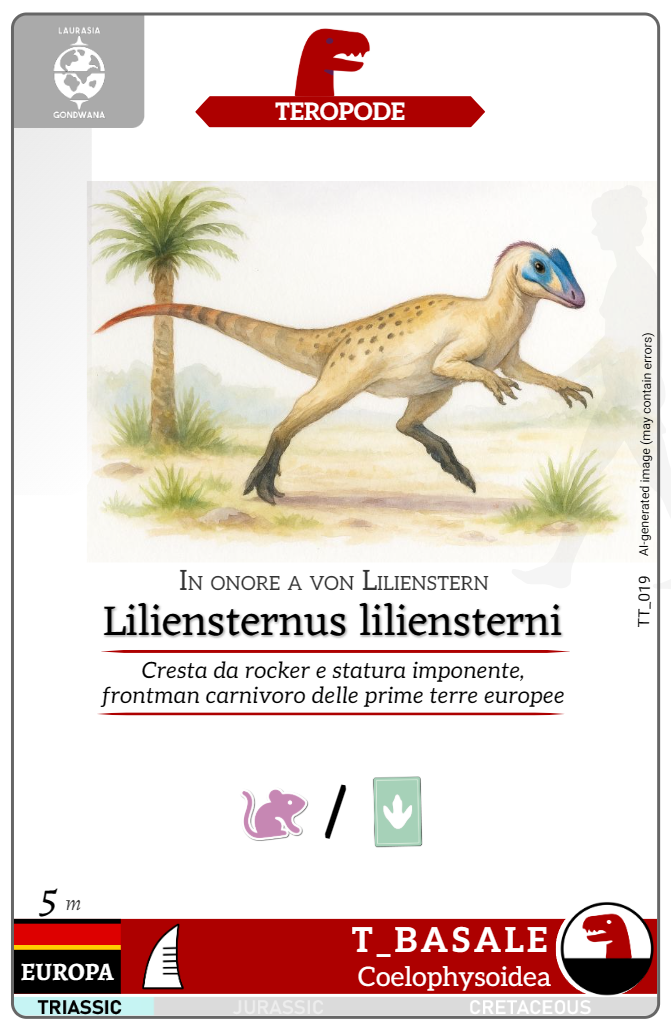 LAURASIA
GONDWANA
TEROPODE
AI-generated image (may contain errors)
TT_019
In onore a von Lilienstern
Liliensternus liliensterni
Cresta da rocker e statura imponente,
frontman carnivoro delle prime terre europee
/
5 m
EUROPA
T_BASALE
Coelophysoidea
TRIASSIC
JURASSIC
CRETACEOUS